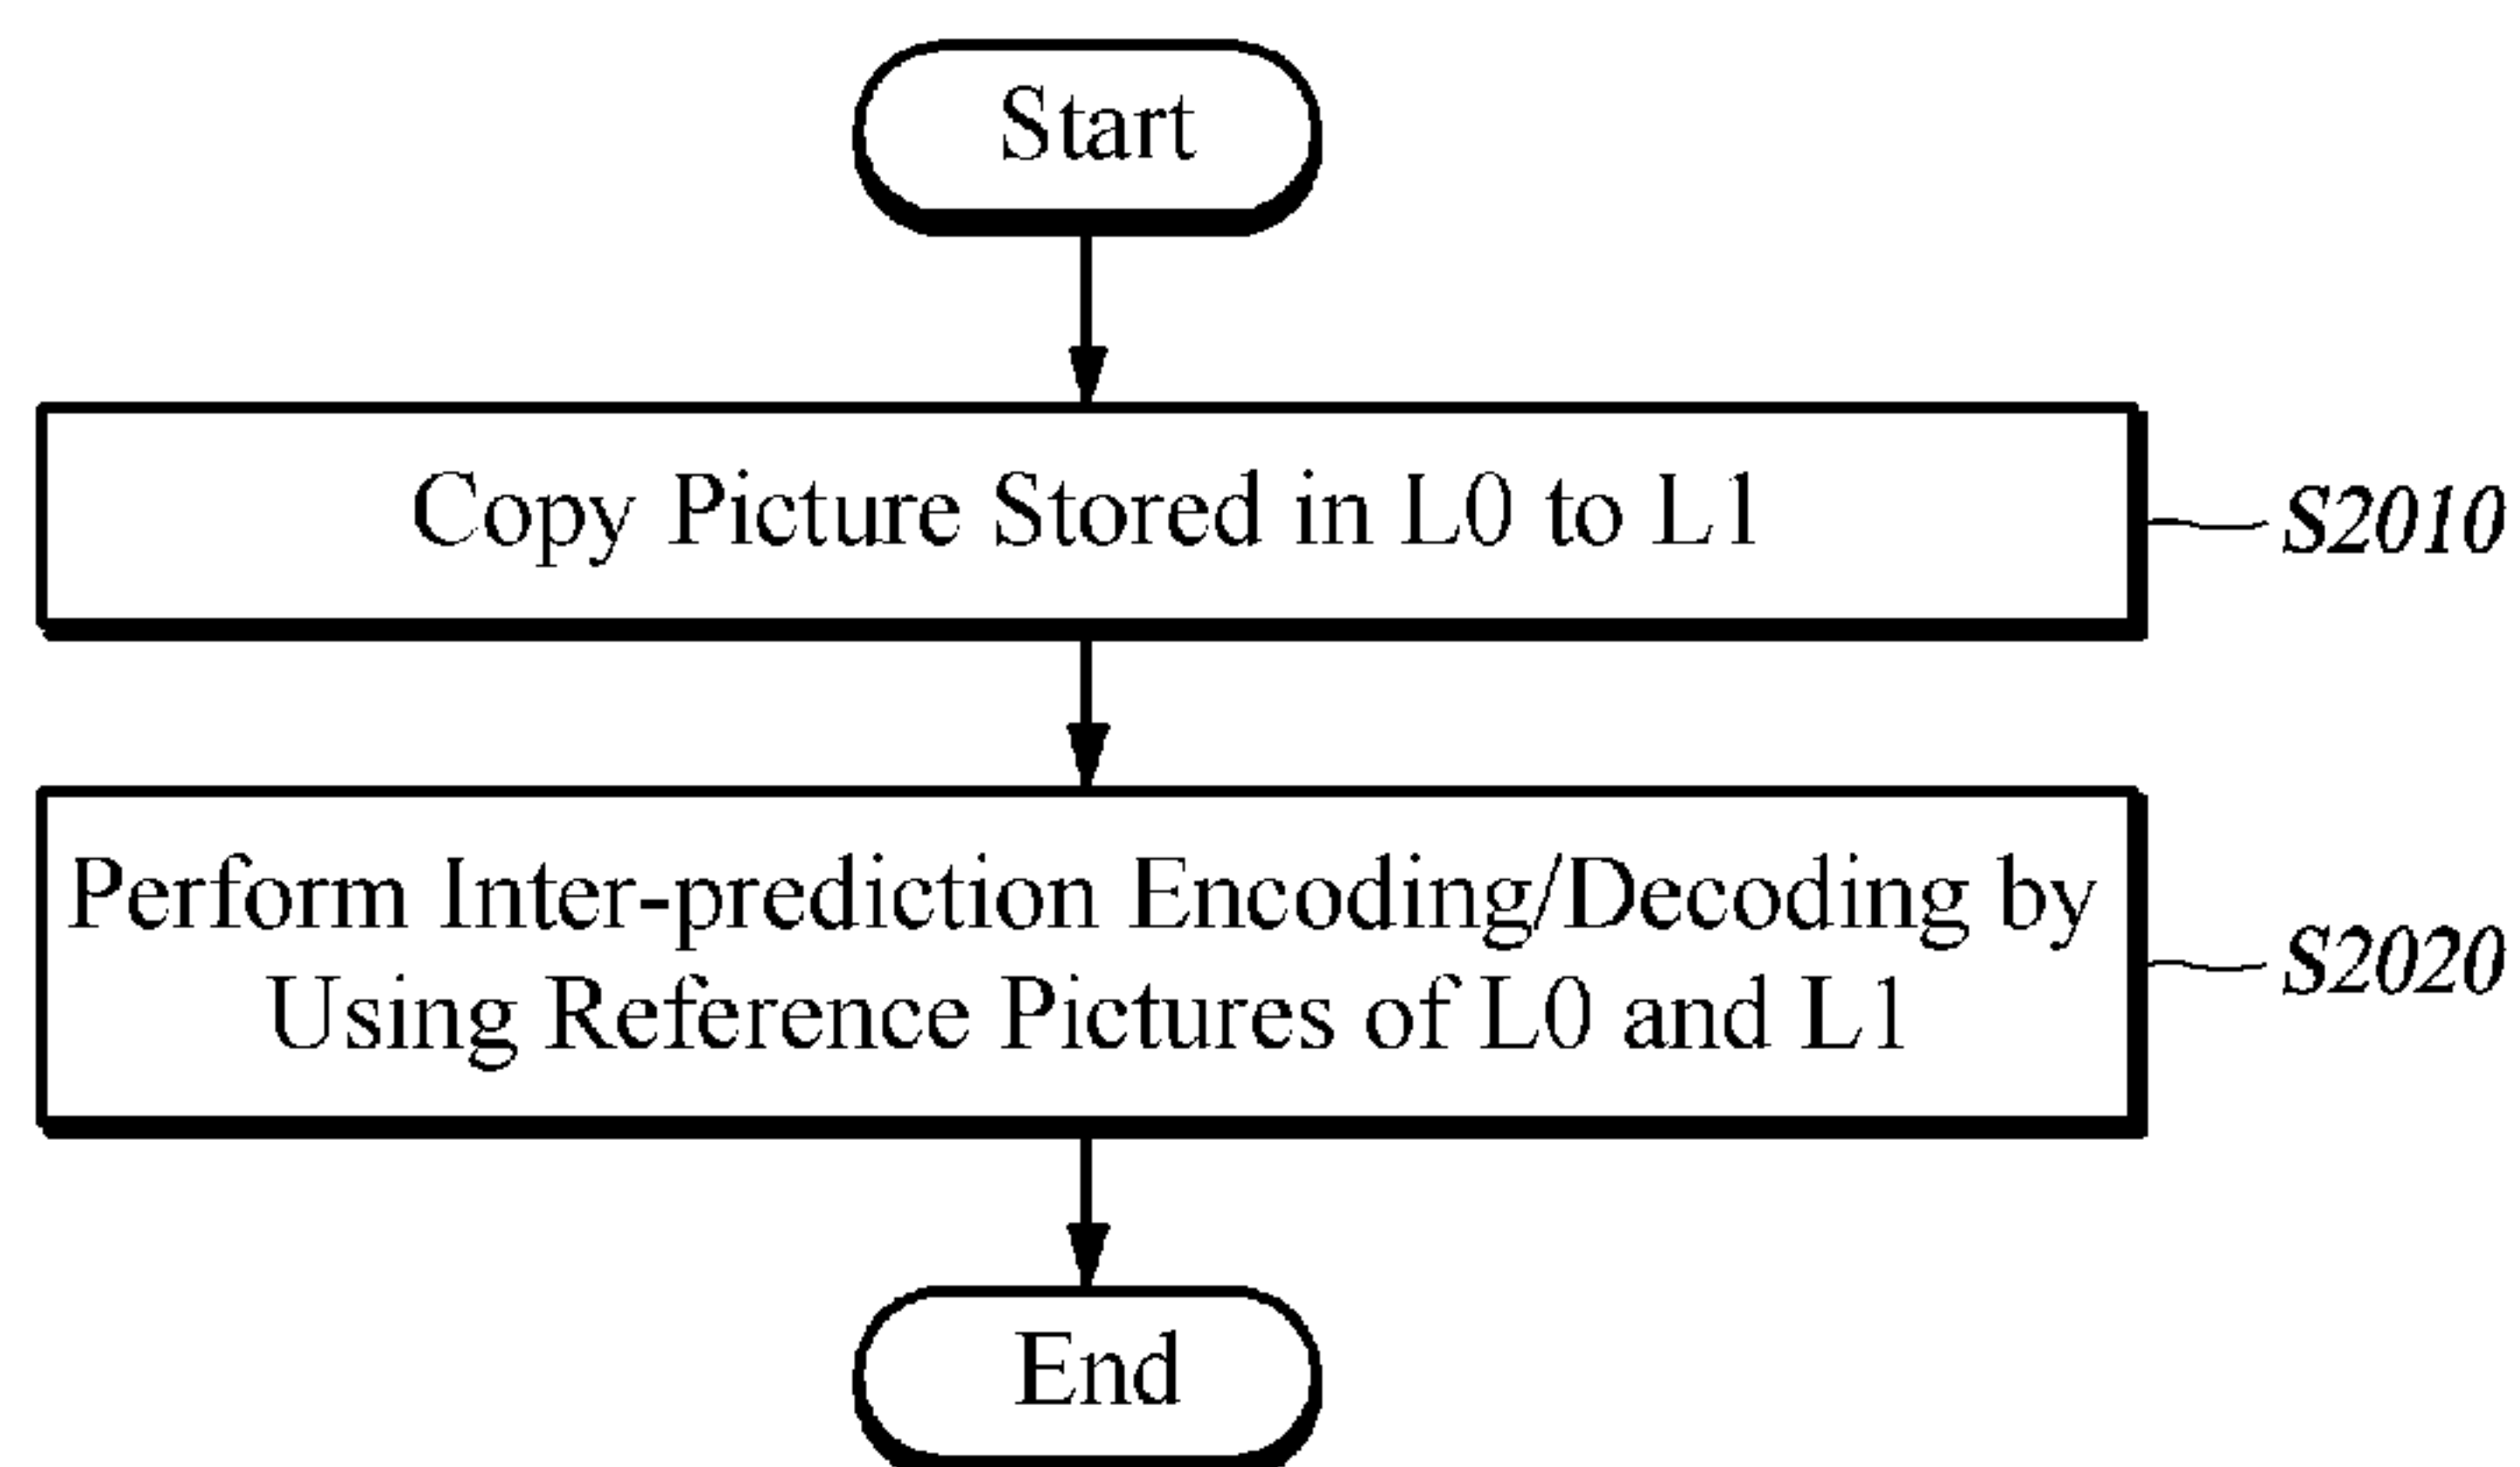 Start
Copy Picture Stored in L0 to L1
S2010
Perform Inter-prediction Encoding/Decoding by
Using Reference Pictures of L0 and L1
S2020
End